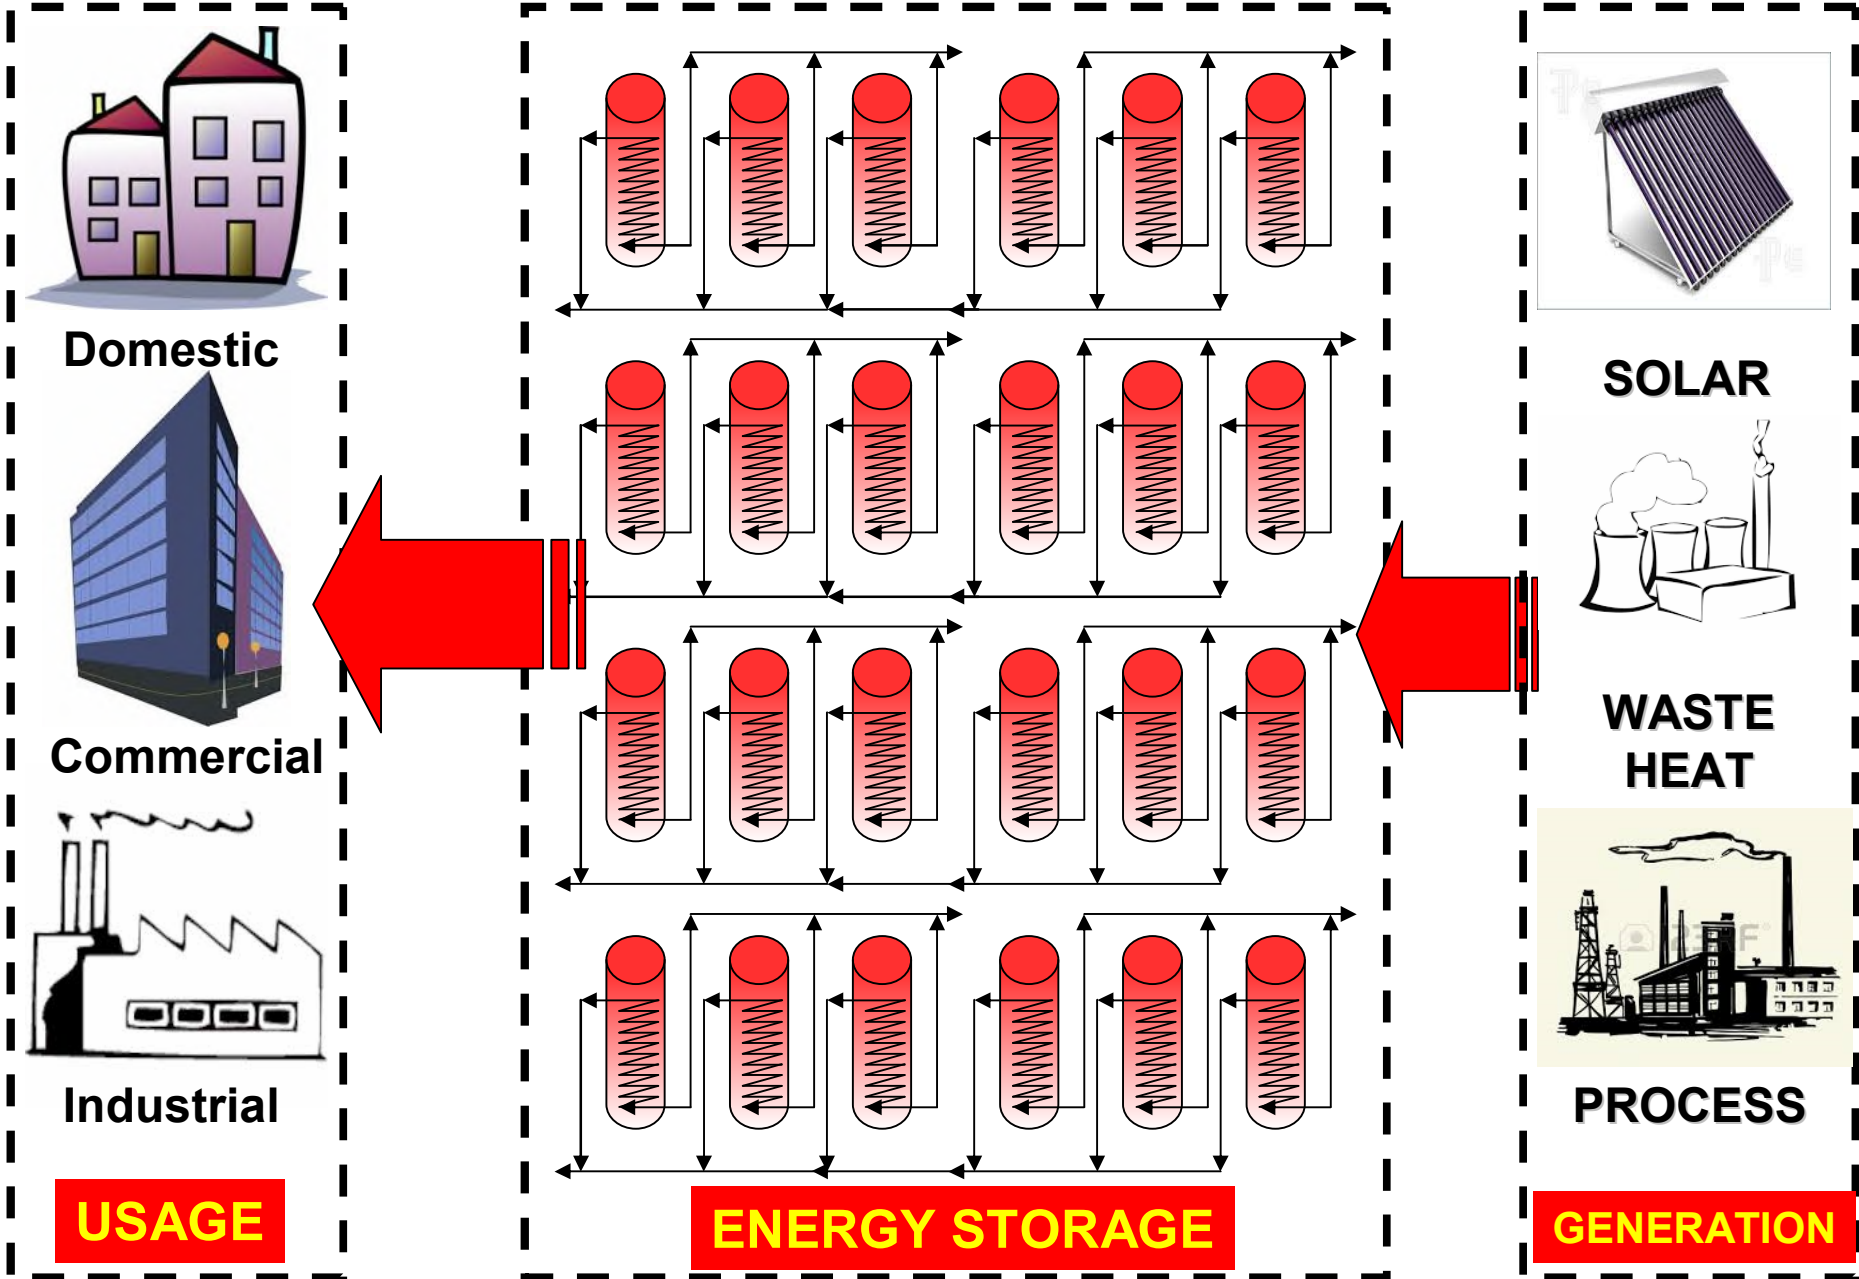 Domestic
Commercial
Industrial
USAGE
ENERGY STORAGE
SOLAR
WASTE
HEAT
PROCESS
GENERATION